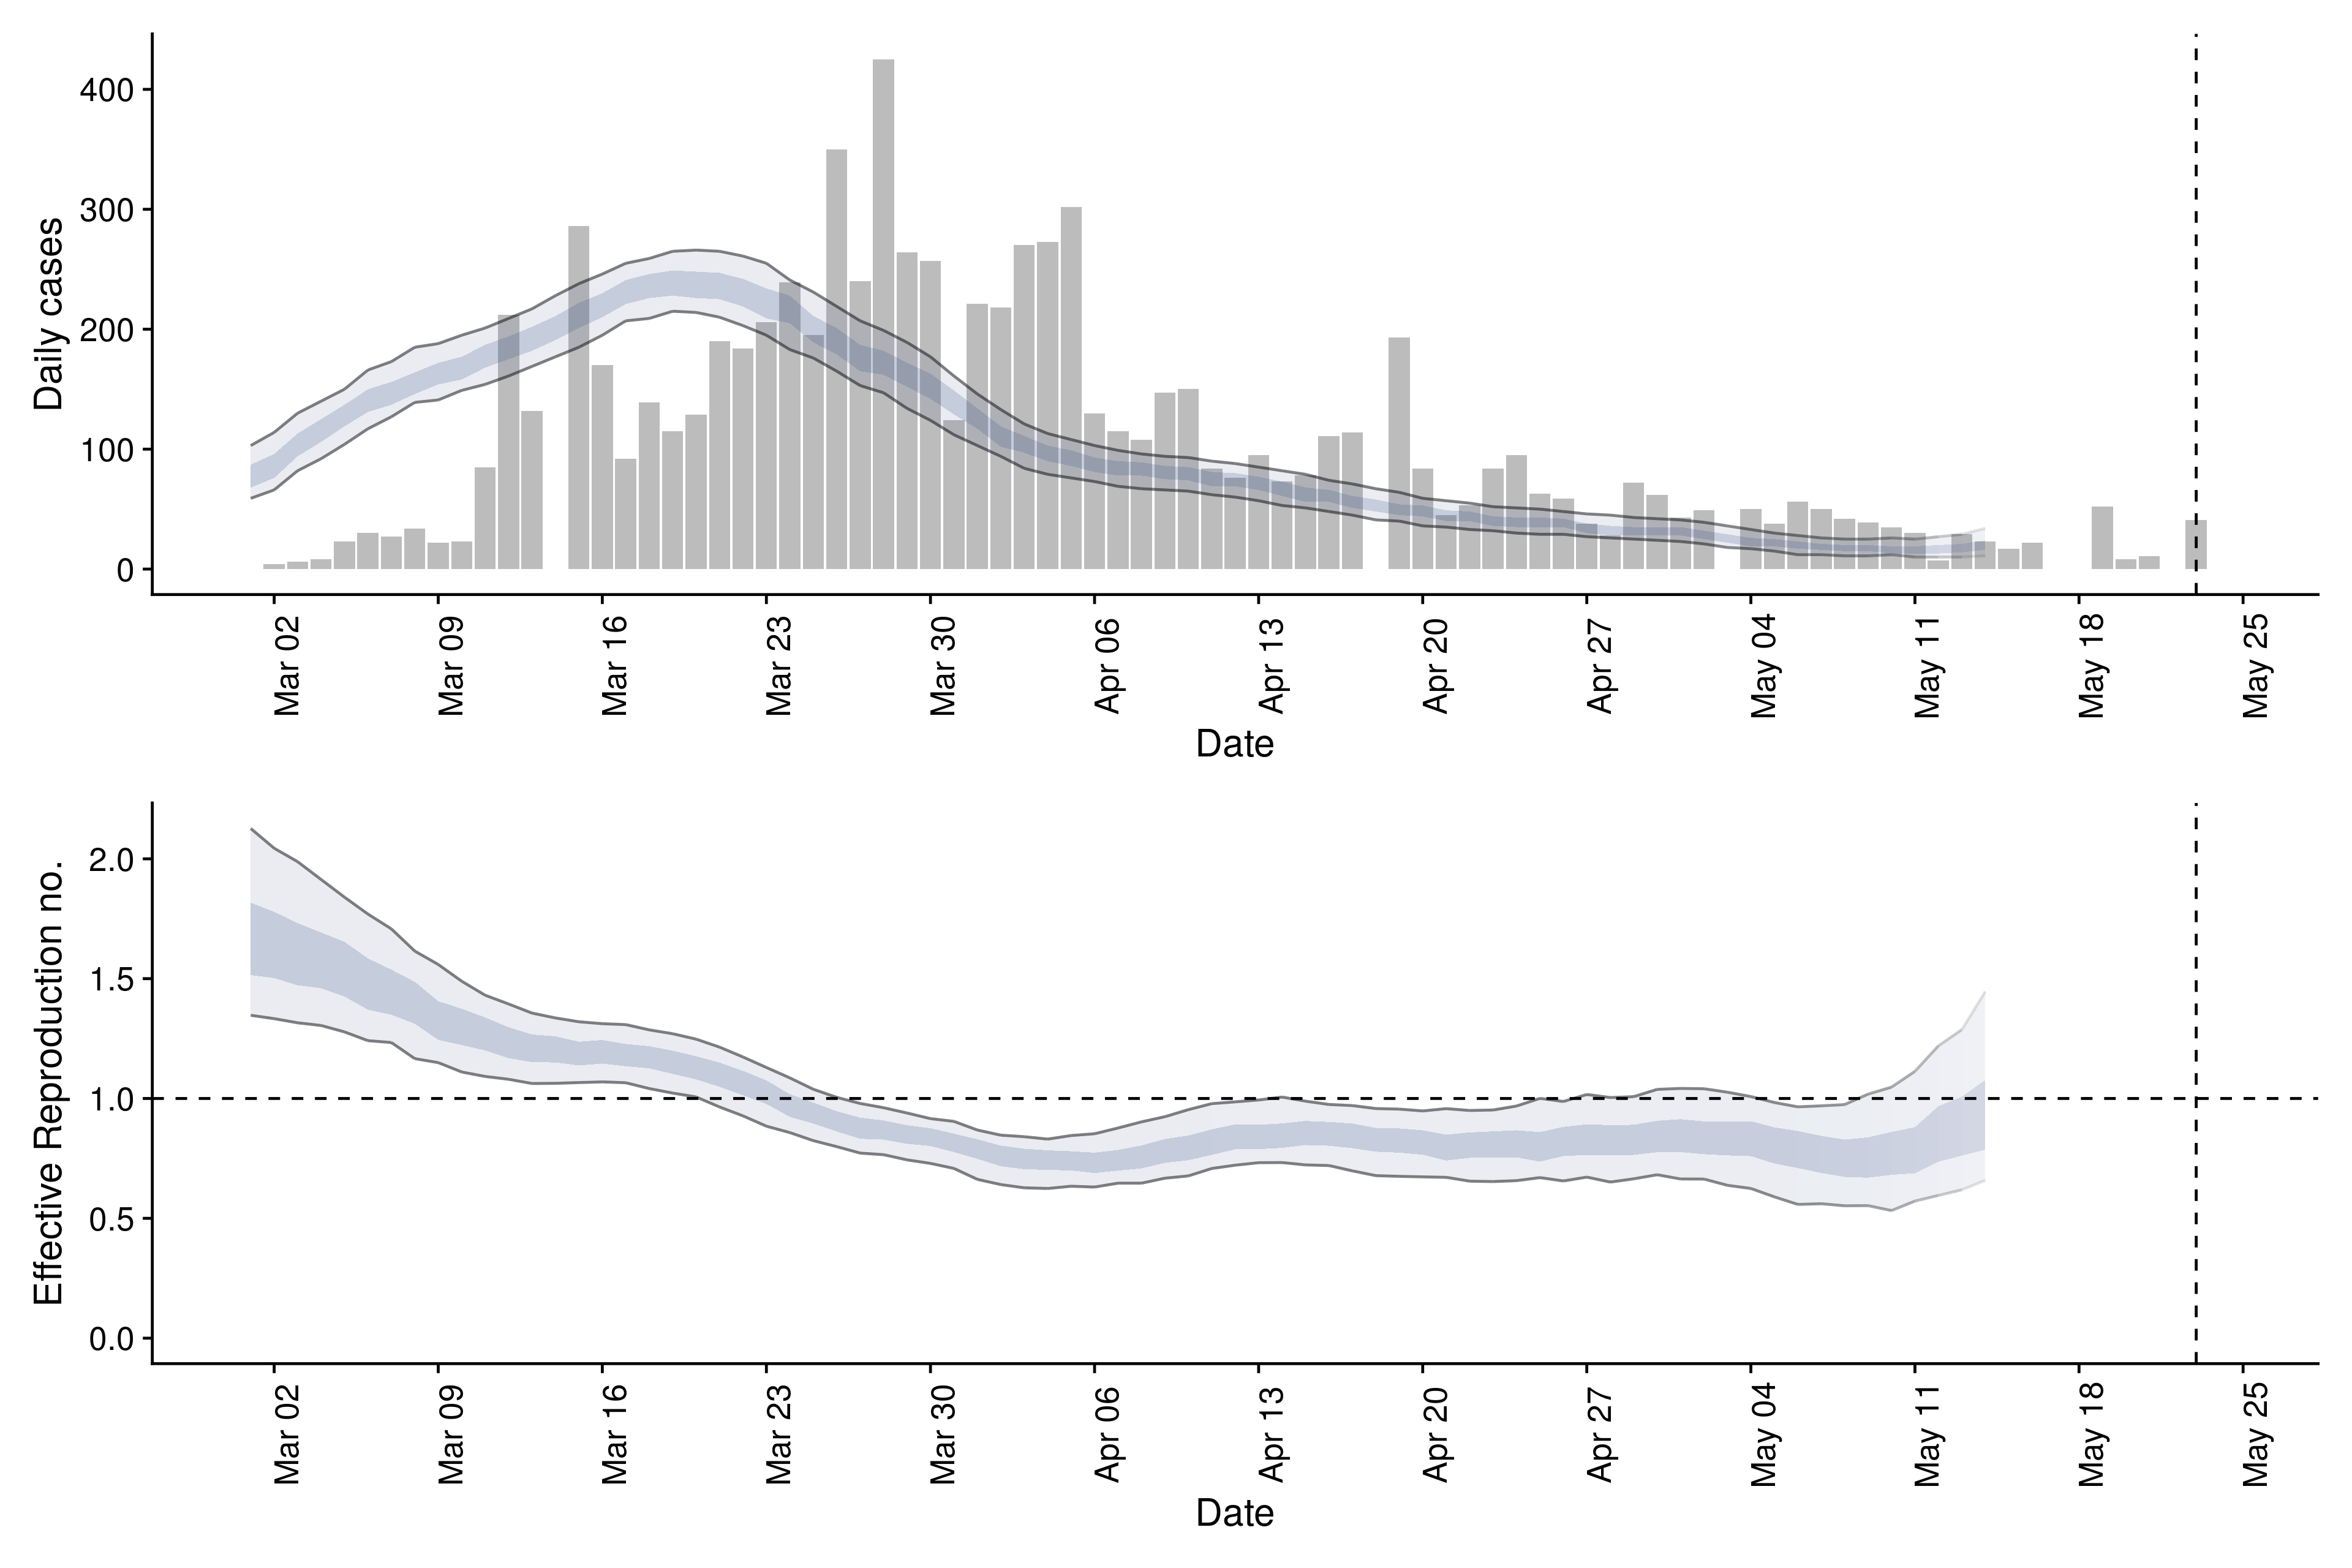 Daily cases
400
300
200
100
0
Mar 02
Mar 09
Mar 16
Mar 23
Mar 30
Apr 06
Apr 13
Apr 20
Apr 27
May 04
May 11
May 18
May 25
Date
Effective Reproduction no.
2.0
1.5
1.0
0.5
0.0
Mar 02
Mar 09
Mar 16
Mar 23
Mar 30
Apr 06
Apr 13
Apr 20
Apr 27
May 04
May 11
May 18
May 25
Date